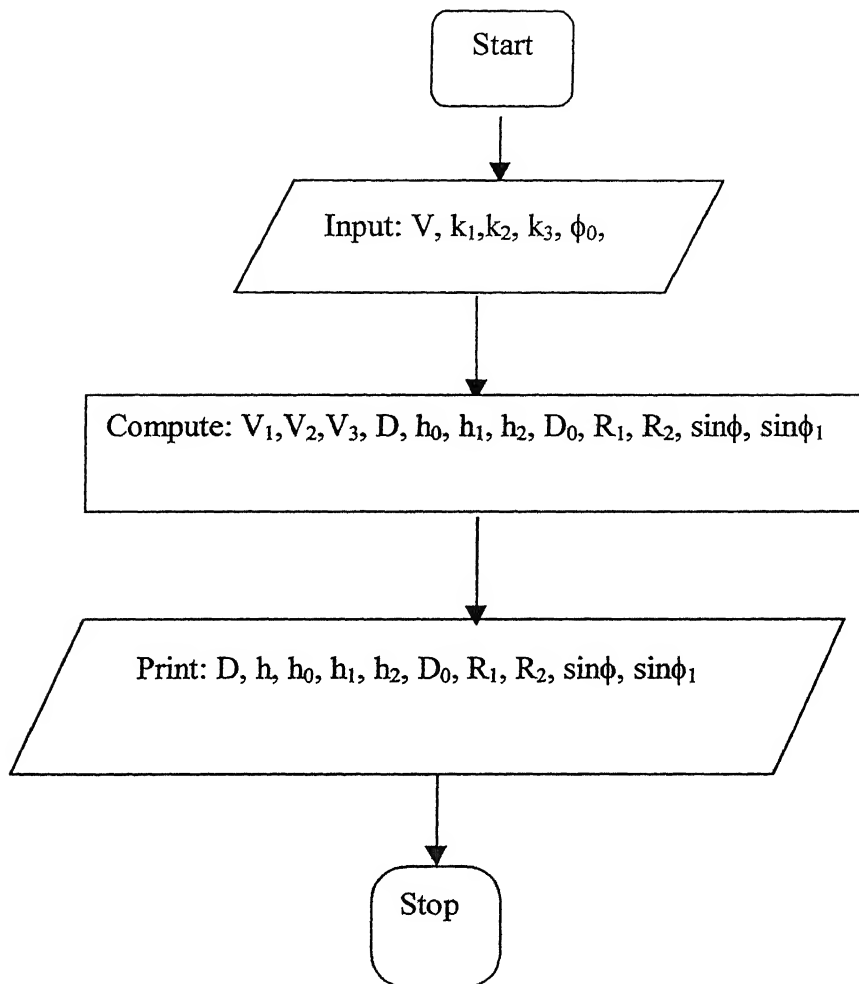 Start
Input: V, k₁,k₂, k₃, ϕ₀,
Compute: V₁,V₂,V₃, D, h₀, h₁, h₂, D₀, R₁, R₂, sinϕ, sinϕ₁
Print: D, h, h₀, h₁, h₂, D₀, R₁, R₂, sinϕ, sinϕ₁
Stop